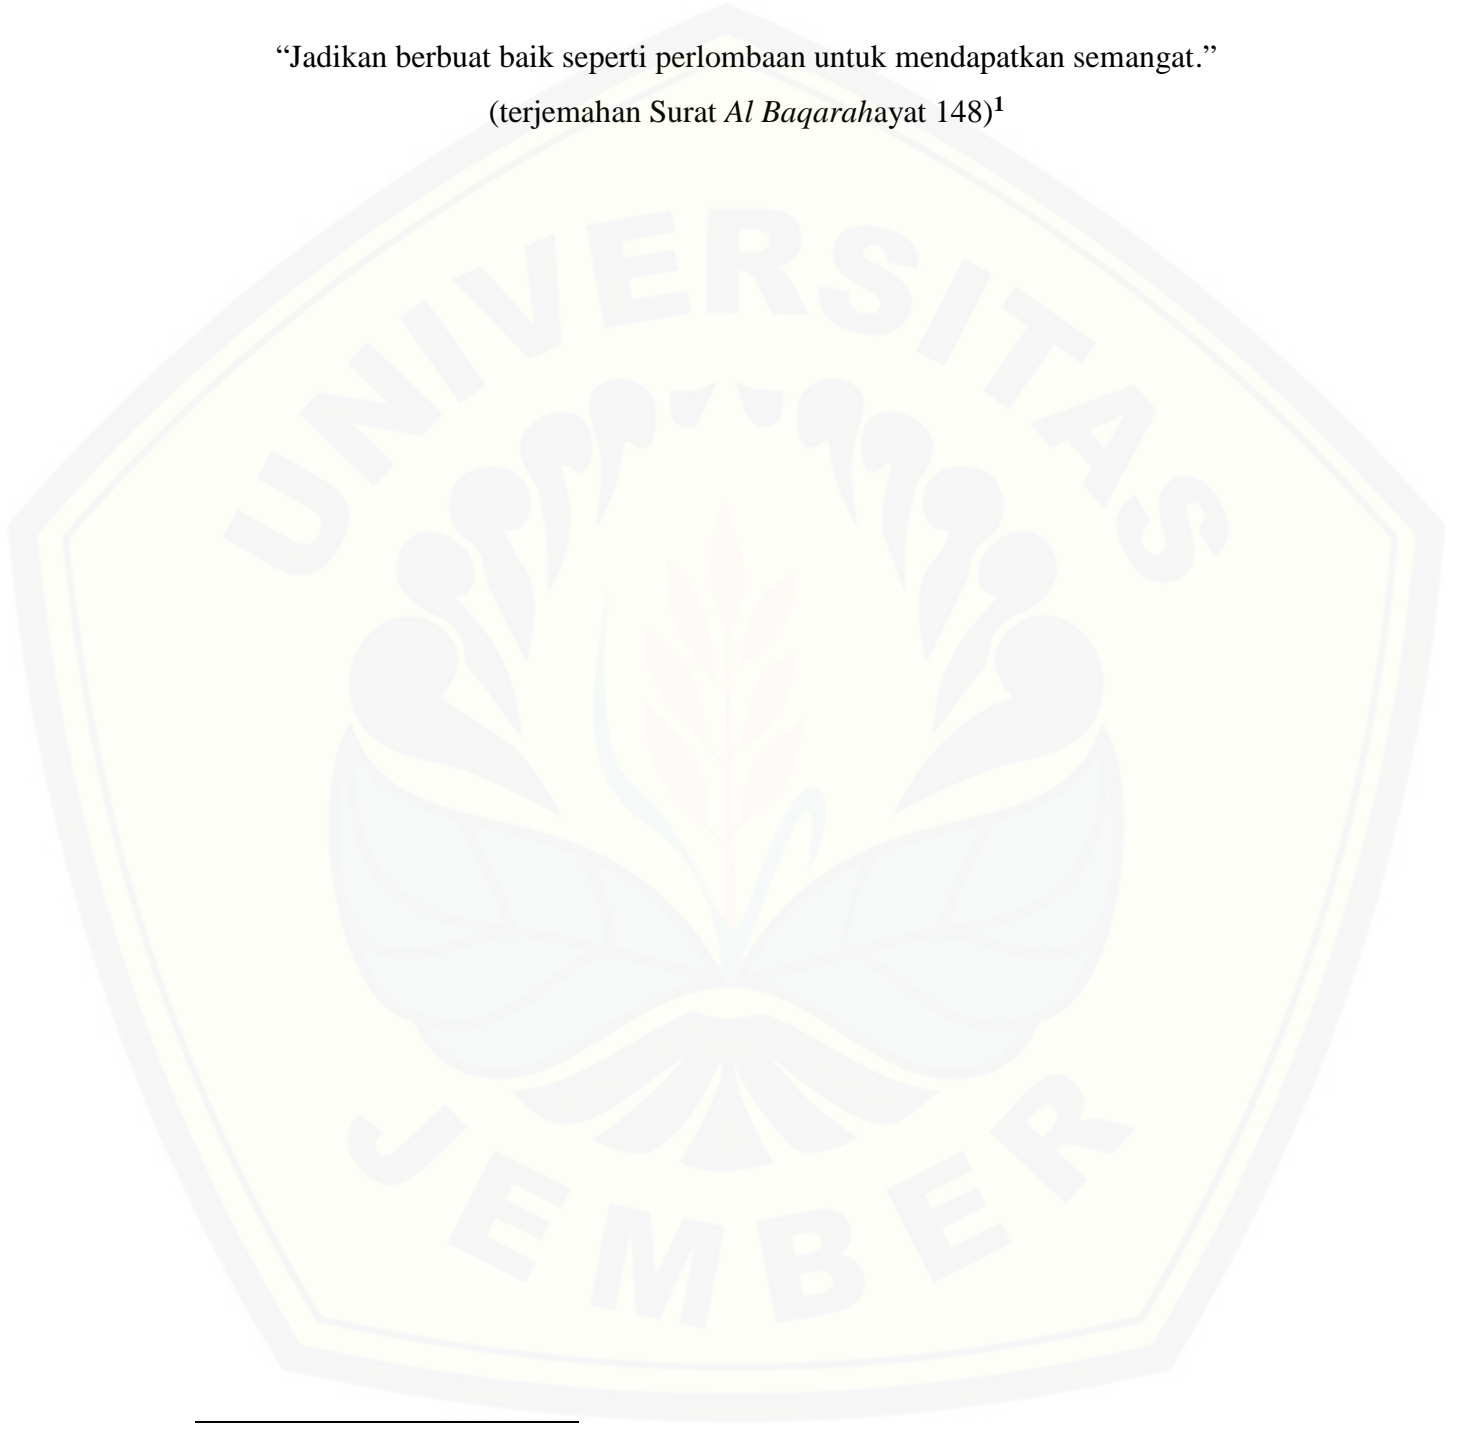 “Jadikan berbuat baik seperti perlombaan untuk mendapatkan semangat.”
(terjemahan Surat Al Baqarahayat 148)1
UNIVERSITAS
JEMBER